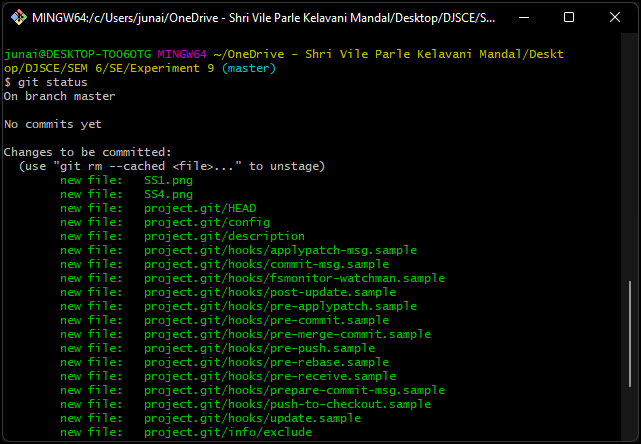 MINGW64:/c/Users/junai/OneDrive - Shri Vile Parle Kelavani Mandal/Desktop/DJSCE/S...
junai@DESKTOP-TOO6OTG MINGW64 ~/OneDrive - Shri Vile Parle Kelavani Mandal/Deskt
op/DJSCE/SEM 6/SE/Experiment 9 (master)
$ git status
On branch master
No commits yet
Changes to be committed:
  (use "git rm --cached <file>..." to unstage)
        new file:   SS1.png
        new file:   SS4.png
        new file:   project.git/HEAD
        new file:   project.git/config
        new file:   project.git/description
        new file:   project.git/hooks/applypatch-msg.sample
        new file:   project.git/hooks/commit-msg.sample
        new file:   project.git/hooks/fsmonitor-watchman.sample
        new file:   project.git/hooks/post-update.sample
        new file:   project.git/hooks/pre-applypatch.sample
        new file:   project.git/hooks/pre-commit.sample
        new file:   project.git/hooks/pre-merge-commit.sample
        new file:   project.git/hooks/pre-push.sample
        new file:   project.git/hooks/pre-rebase.sample
        new file:   project.git/hooks/pre-receive.sample
        new file:   project.git/hooks/prepare-commit-msg.sample
        new file:   project.git/hooks/push-to-checkout.sample
        new file:   project.git/hooks/update.sample
        new file:   project.git/info/exclude